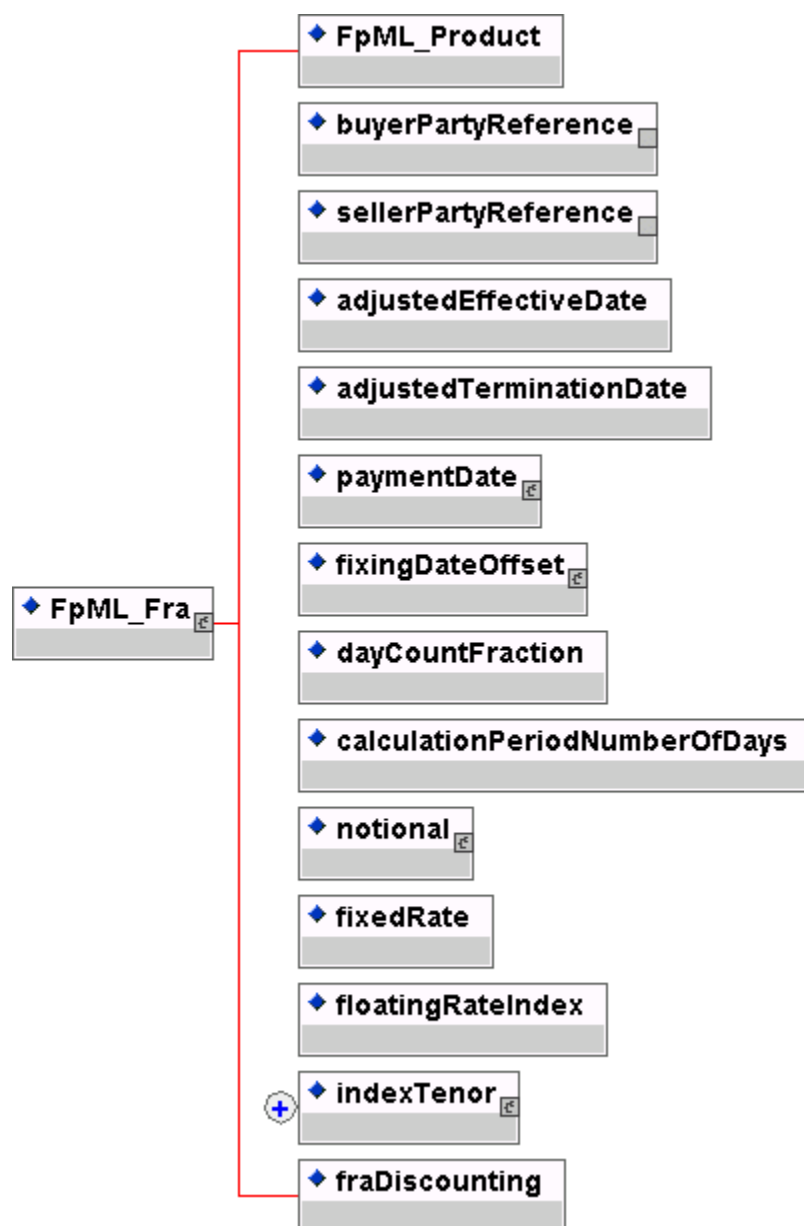 FpML_Product
buyerPartyReference
sellerPartyReference
adjustedEffectiveDate
adjustedTerminationDate
paymentDate
fixingDateOffset
FpML_Fra
dayCountFraction
calculationPeriodNumberOfDays
notional
fixedRate
floatingRateIndex
indexTenor
fraDiscounting